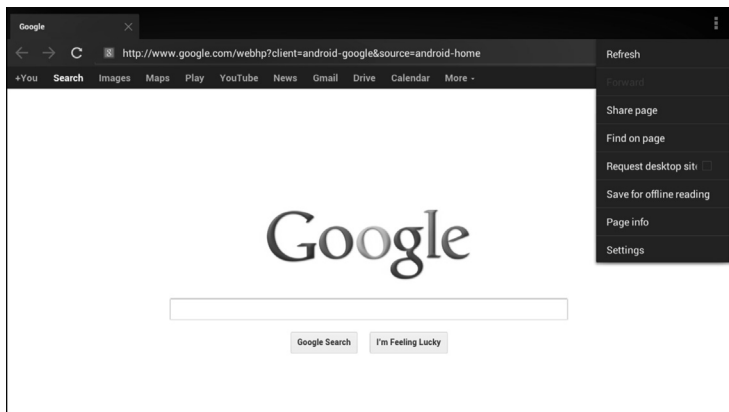 Google
http://www.google.com/webhp?client=android-google&source=android-home
+You Search Images Maps Play YouTube News Gmail Drive Calendar More
Refresh
Forward
Share page
Find on page
Request desktop sit
Save for offline reading
Page info
Settings
Google
Google Search I'm Feeling Lucky